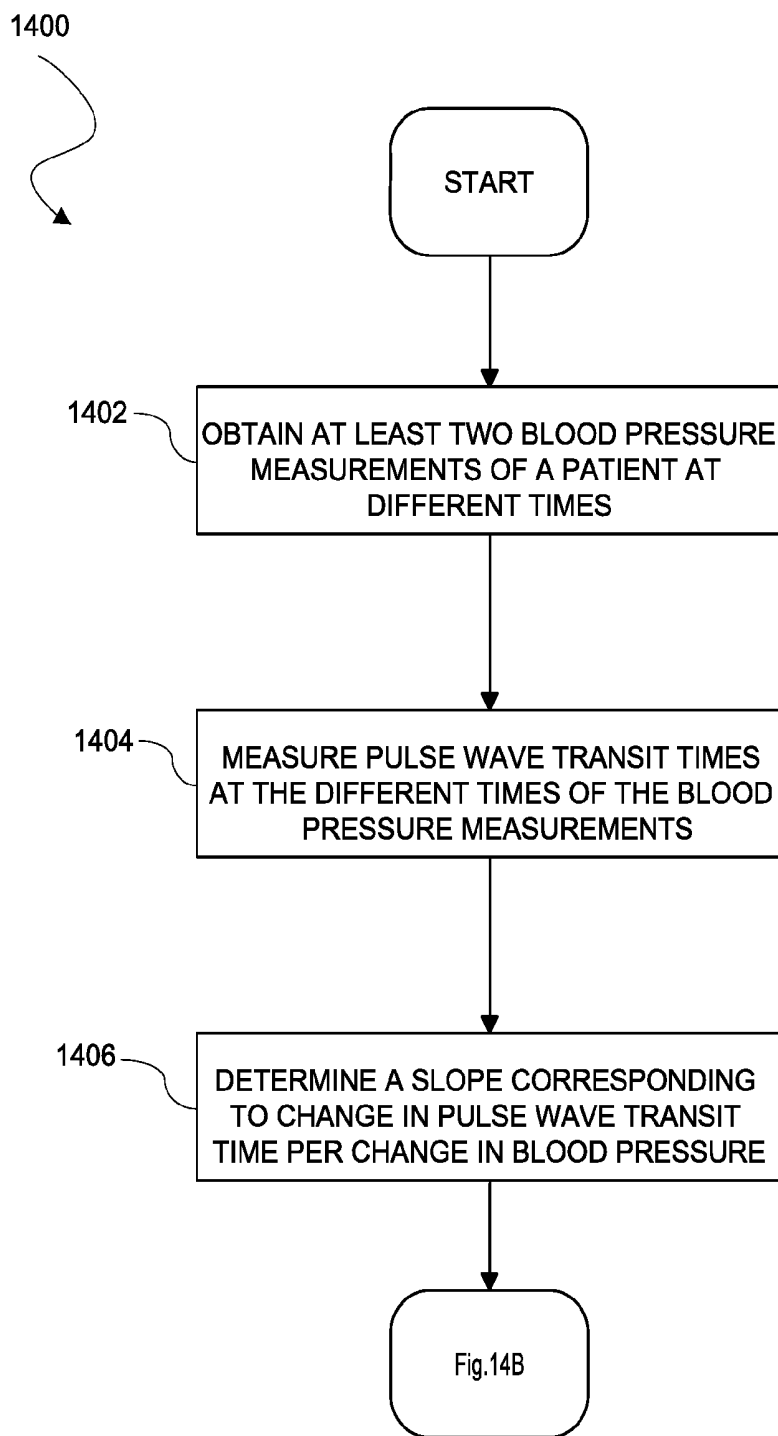 1400
START
1402
OBTAIN AT LEAST TWO BLOOD PRESSURE
MEASUREMENTS OF A PATIENT AT
DIFFERENT TIMES
1404
MEASURE PULSE WAVE TRANSIT TIMES
AT THE DIFFERENT TIMES OF THE BLOOD
PRESSURE MEASUREMENTS
1406
DETERMINE A SLOPE CORRESPONDING
TO CHANGE IN PULSE WAVE TRANSIT
TIME PER CHANGE IN BLOOD PRESSURE
Fig.14B